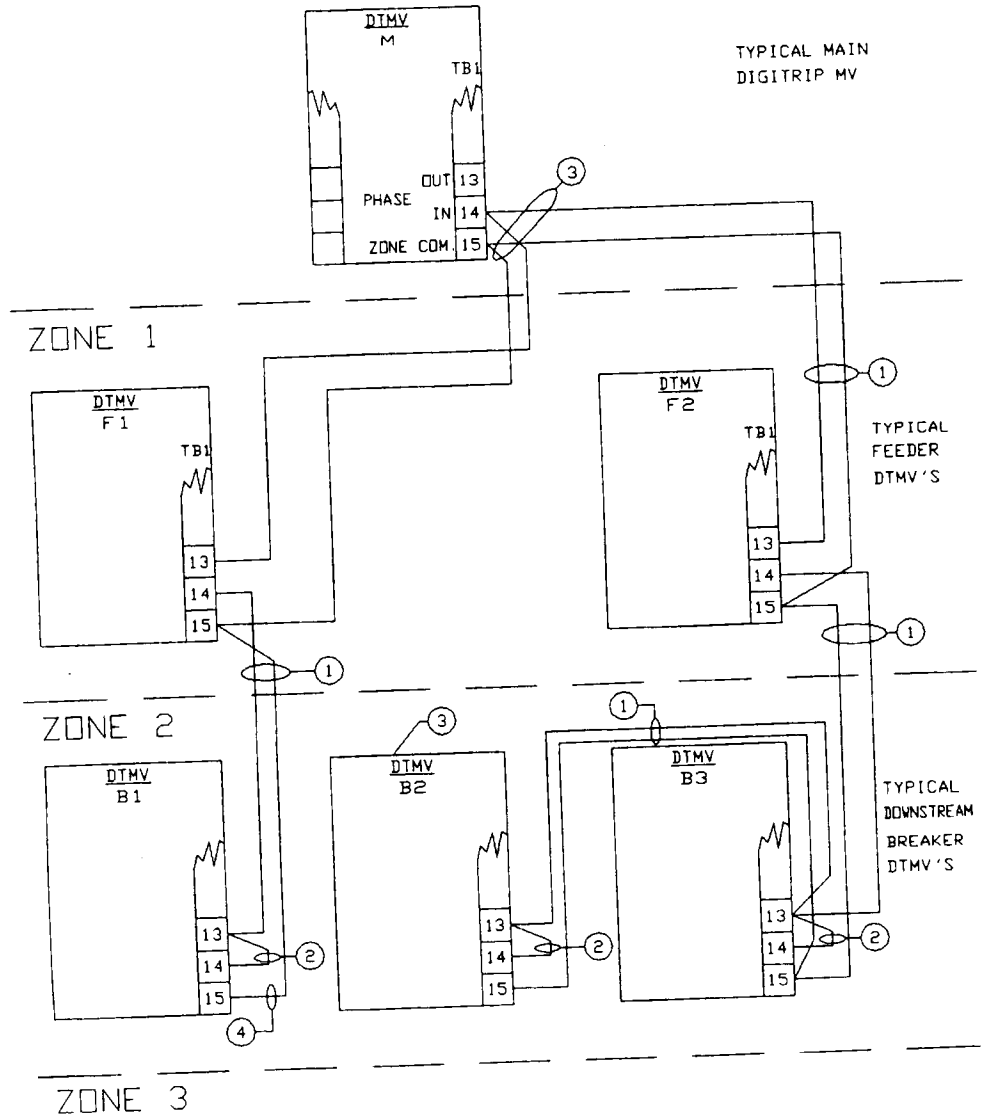 DTMV
M
TYPICAL MAIN
DIGITRIP MV
TB1
OUT 13
PHASE
IN 14
ZONE COM. 15
3
ZONE 1
DTMV
F1
TB1
13
14
15
1
DTMV
F2
TB1
13
14
15
1
TYPICAL
FEEDER
DTMV'S
1
ZONE 2
DTMV
B1
13
14
15
2
4
3
DTMV
B2
13
14
15
2
1
DTMV
B3
13
14
15
2
TYPICAL
DOWNSTREAM
BREAKER
DTMV'S
ZONE 3